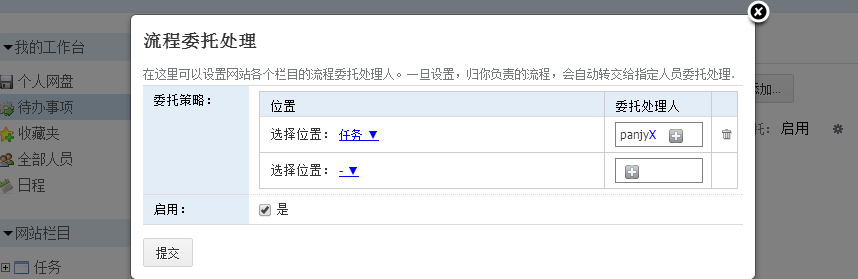 流程委托处理
在这里可以设置网站各个栏目的流程委托处理人。一旦设置，归你负责的流程，会自动转交给指定人员委托处理.
委托策略：
位置 委托处理人
选择位置： 任务 ▼ panjyX
选择位置： - ▼
启用： 是
提交
我的工作台
个人网盘
待办事项
收藏夹
全部人员
日程
网站栏目
任务
添加...
托： 启用